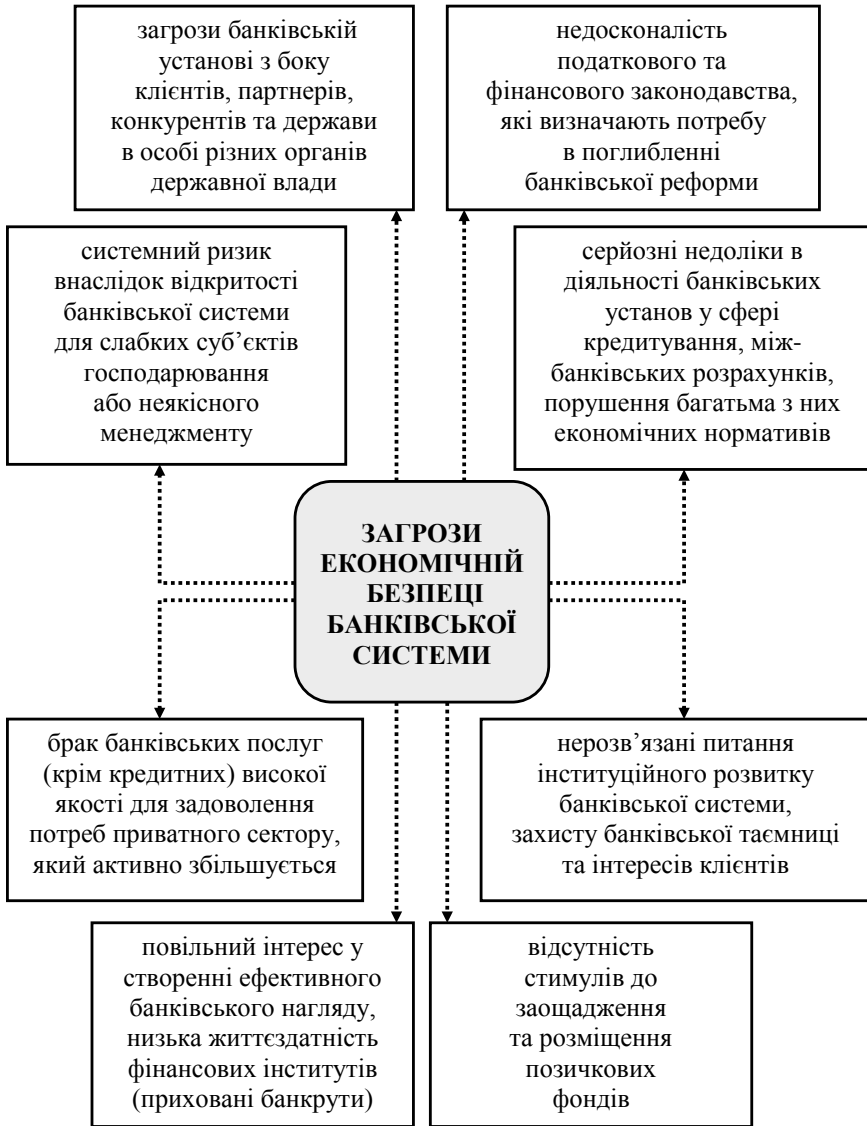 загрози банківській
установі з боку
клієнтів, партнерів,
конкурентів та держави
в особі різних органів
державної влади
недосконалість
податкового та
фінансового законодавства,
які визначають потребу
в поглибленні
банківської реформи
системний ризик
внаслідок відкритості
банківської системи
для слабких суб’єктів
господарювання
або неякісного
менеджменту
серйозні недоліки в
діяльності банківських
установ у сфері
кредитування, між-
банківських розрахунків,
порушення багатьма з них
економічних нормативів
ЗАГРОЗИ
ЕКОНОМІЧНІЙ
БЕЗПЕЦІ
БАНКІВСЬКОЇ
СИСТЕМИ
брак банківських послуг
(крім кредитних) високої
якості для задоволення
потреб приватного сектору,
який активно збільшується
нерозв’язані питання
інституційного розвитку
банківської системи,
захисту банківської таємниці
та інтересів клієнтів
повільний інтерес у
створенні ефективного
банківського нагляду,
низька життєздатність
фінансових інститутів
(приховані банкрути)
відсутність
стимулів до
заощадження
та розміщення
позичкових
фондів